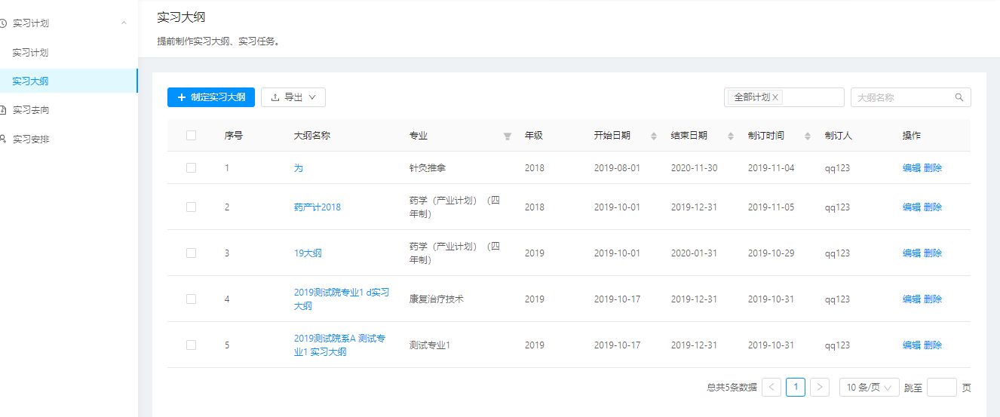 实习计划
实习计划
实习大纲
实习去向
实习安排
实习大纲
提前制作实习大纲、实习任务。
制定实习大纲 导出 全部计划 大纲名称
序号 大纲名称 专业 年级 开始日期 结束日期 制订时间 制订人 操作
1 为 针灸推拿 2018 2019-08-01 2020-11-30 2019-11-04 qq123 编辑 删除
2 药产计2018 药学（产业计划）（四 2018 2019-10-01 2019-12-31 2019-11-05 qq123 编辑 删除
年制）
3 19大纲 药学（产业计划）（四 2019 2019-10-01 2020-01-31 2019-10-29 qq123 编辑 删除
年制）
4 2019测试院专业1 d实习 康复治疗技术 2019 2019-10-17 2019-12-31 2019-10-31 qq123 编辑 删除
大纲
5 2019测试院系A 测试专 测试专业1 2019 2019-10-17 2019-12-31 2019-10-31 qq123 编辑 删除
业1 实习大纲
总共5条数据 < 1 > 10 条/页 跳至 页